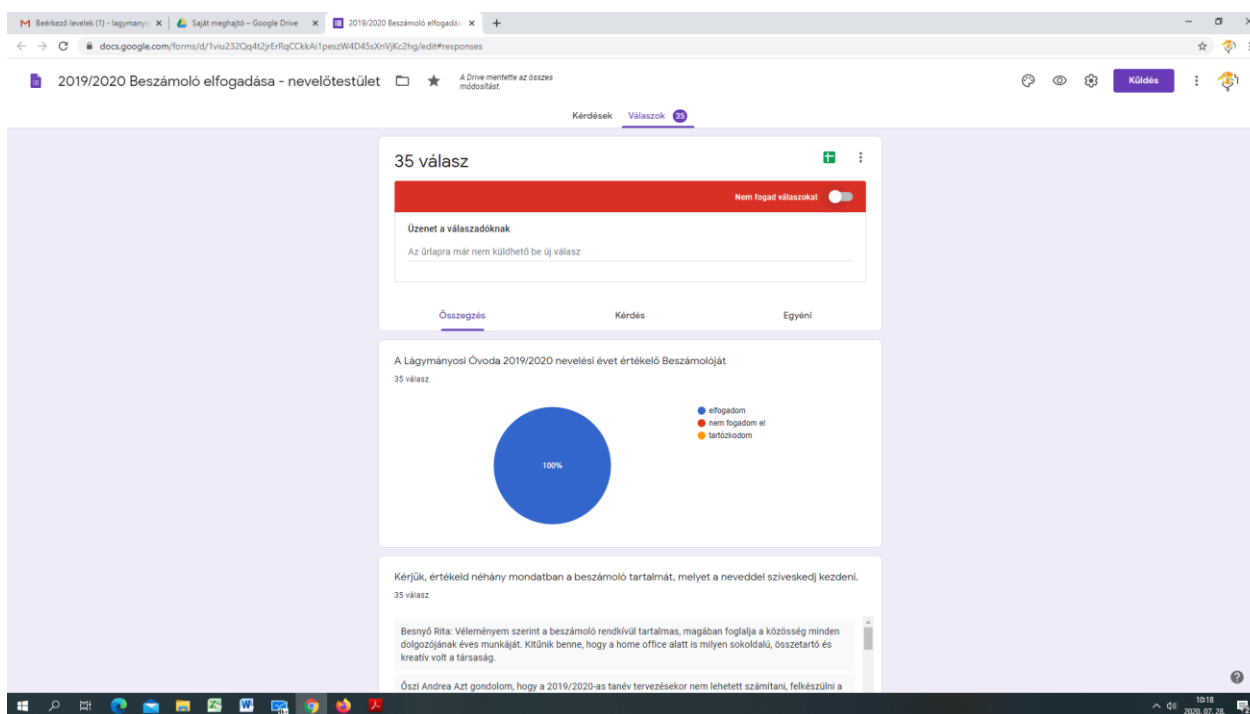 Beérkező levelek (1) - lagymanyo
Saját meghajtó – Google Drive
2019/2020 Beszámoló elfogadás
docs.google.com/forms/d/1viu232Qq4t2jrErRqCCkkAi1peszW4D45sXnVjKc2hg/edit#responses
2019/2020 Beszámoló elfogadása - nevelőtestület
A Drive mentette az összes
módosítást.
Küldés
Kérdések
Válaszok 35
35 válasz
Nem fogad válaszokat
Üzenet a válaszadóknak
Az űrlapra már nem küldhető be új válasz
Összegzés
Kérdés
Egyéni
A Lágymányosi Óvoda 2019/2020 nevelési évet értékelő Beszámolóját
35 válasz
elfogadom
nem fogadom el
tartózkodom
100%
Kérjük, értékeld néhány mondatban a beszámoló tartalmát, melyet a neveddel szíveskedj kezdeni.
35 válasz
Besnyő Rita: Véleményem szerint a beszámoló rendkívül tartalmas, magában foglalja a közösség minden
dolgozójának éves munkáját. Kitűnik benne, hogy a home office alatt is milyen sokoldalú, összetartó és
kreatív volt a társaság.
Őszi Andrea Azt gondolom, hogy a 2019/2020-as tanév tervezésekor nem lehetett számítani, felkészülni a
10:18
2020. 07. 28.